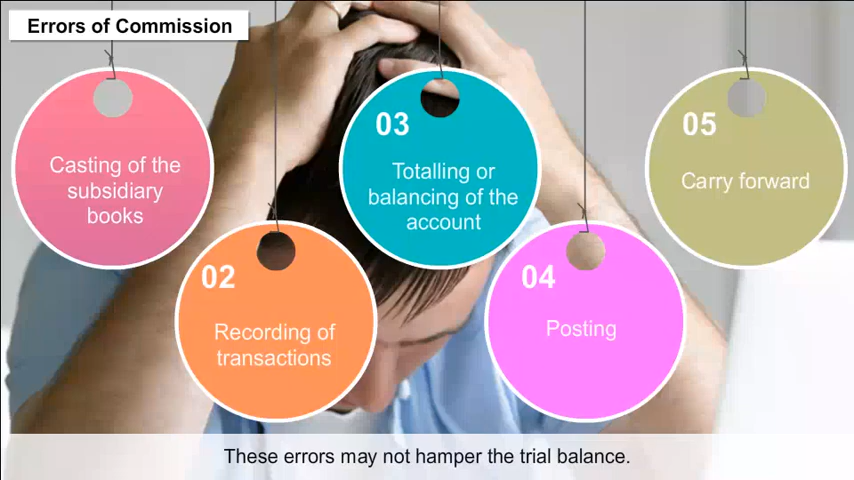 Errors of Commission
Casting of the
subsidiary
books
02
Recording of
transactions
03
Totalling or
balancing of the
account
04
Posting
05
Carry forward
These errors may not hamper the trial balance.